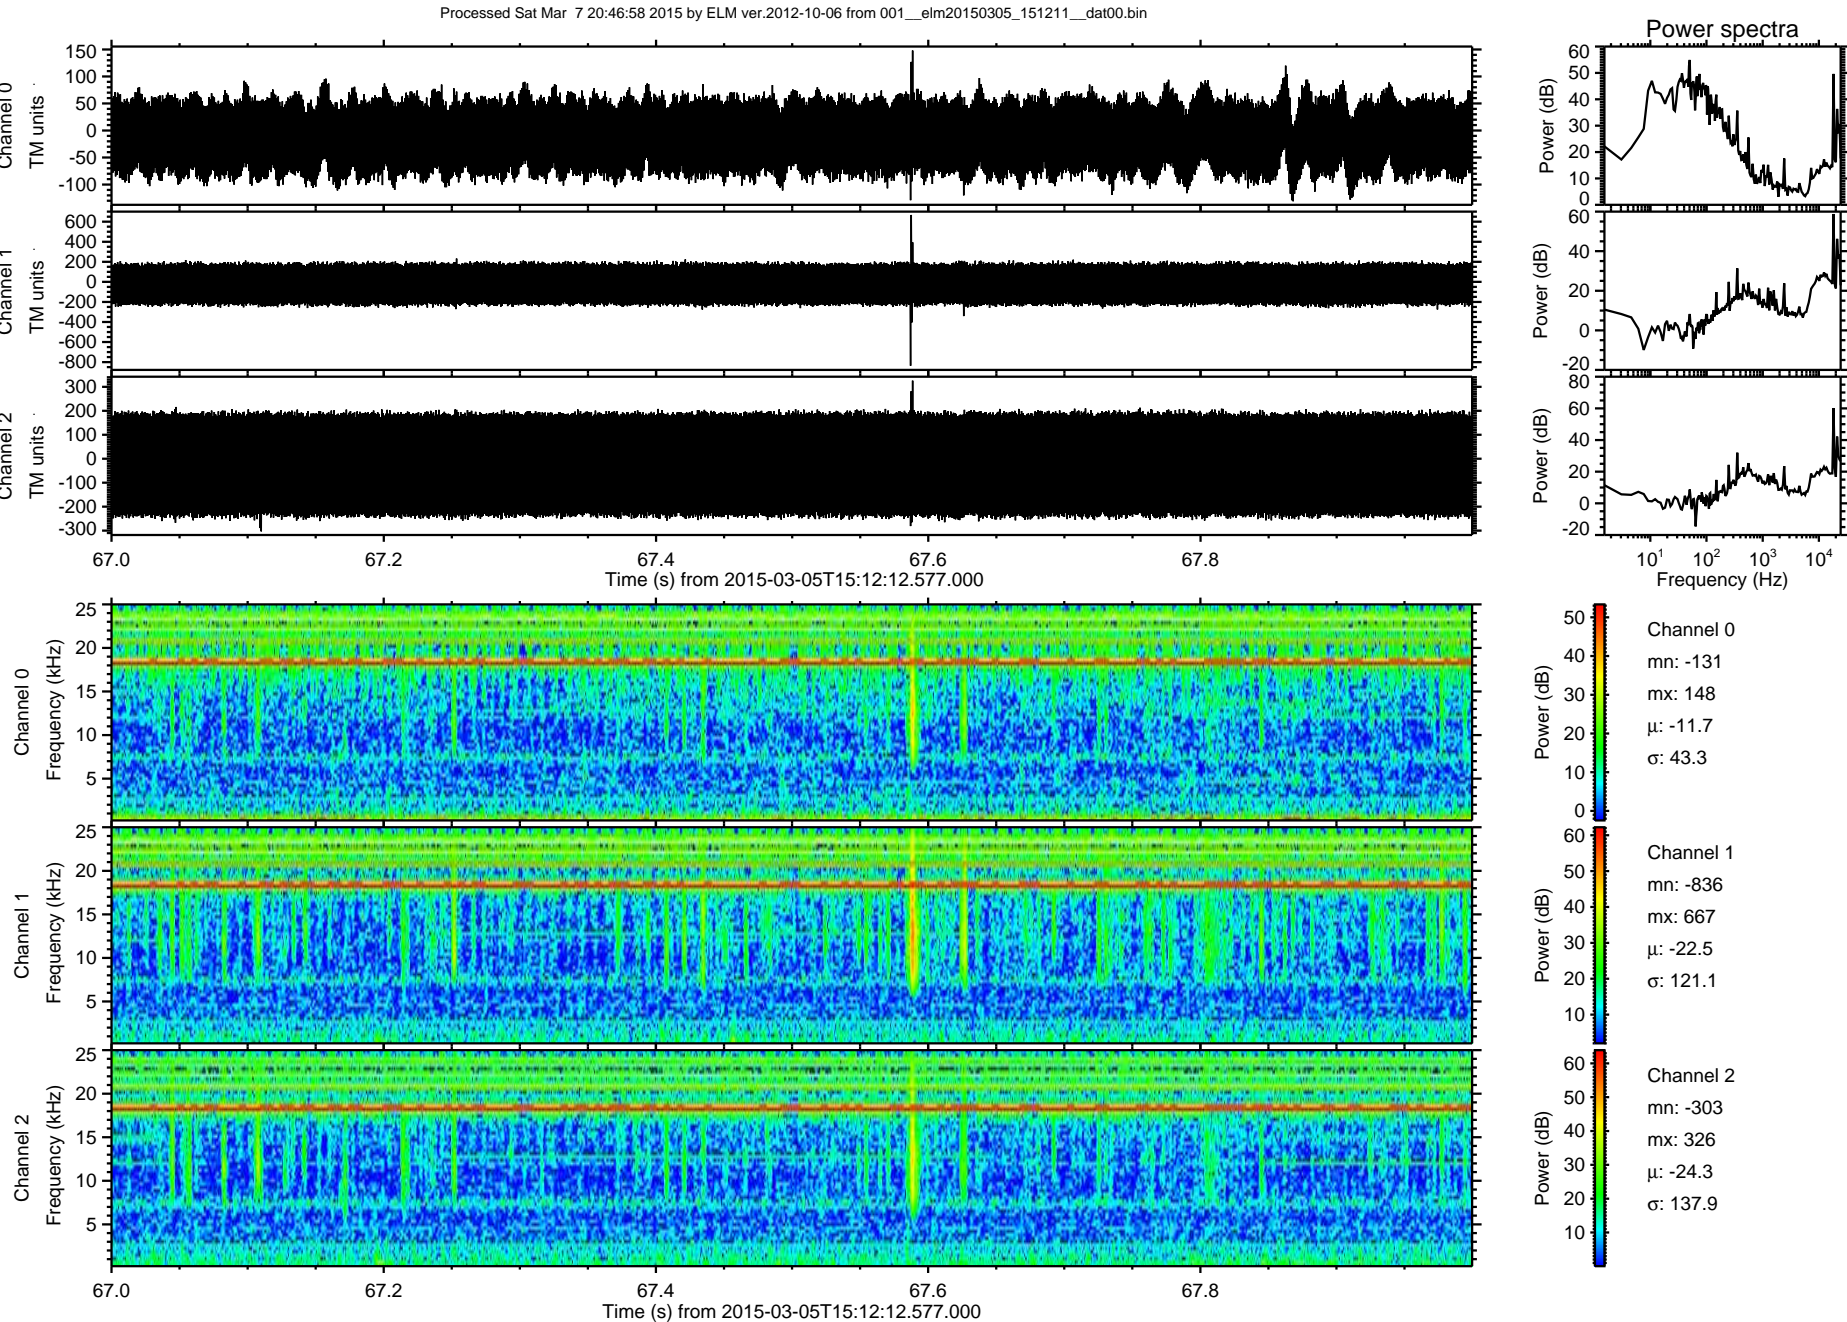 Processed Sat Mar 7 20:46:58 2015 by ELM ver.2012-10-06 from 001__elm20150305_151211__dat00.bin
Power spectra
Channel 0
TM units
150
100
50
0
-50
-100
Power (dB)
60
50
40
30
20
10
0
Channel 1
TM units
600
400
200
0
-200
-400
-600
-800
Power (dB)
60
40
20
0
-20
Channel 2
TM units
300
200
100
0
-100
-200
-300
Power (dB)
80
60
40
20
0
-20
67.0 67.2 67.4 67.6 67.8
Time (s) from 2015-03-05T15:12:12.577.000
10^1 10^2 10^3 10^4
Frequency (Hz)
Channel 0
Frequency (kHz)
25
20
15
10
5
Power (dB)
50
40
30
20
10
0
Channel 0
mn: -131
mx: 148
μ: -11.7
σ: 43.3
Channel 1
Frequency (kHz)
25
20
15
10
5
Power (dB)
60
50
40
30
20
10
Channel 1
mn: -836
mx: 667
μ: -22.5
σ: 121.1
Channel 2
Frequency (kHz)
25
20
15
10
5
Power (dB)
60
50
40
30
20
10
Channel 2
mn: -303
mx: 326
μ: -24.3
σ: 137.9
67.0 67.2 67.4 67.6 67.8
Time (s) from 2015-03-05T15:12:12.577.000